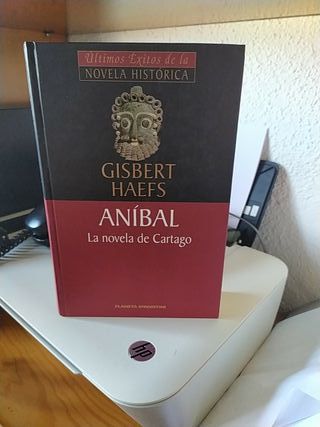 Últimos Éxitos de la
NOVELA HISTÓRICA
GISBERT
HAEFS
ANÍBAL
La novela de Cartago
PLANETA DEAGOSTINI
hp